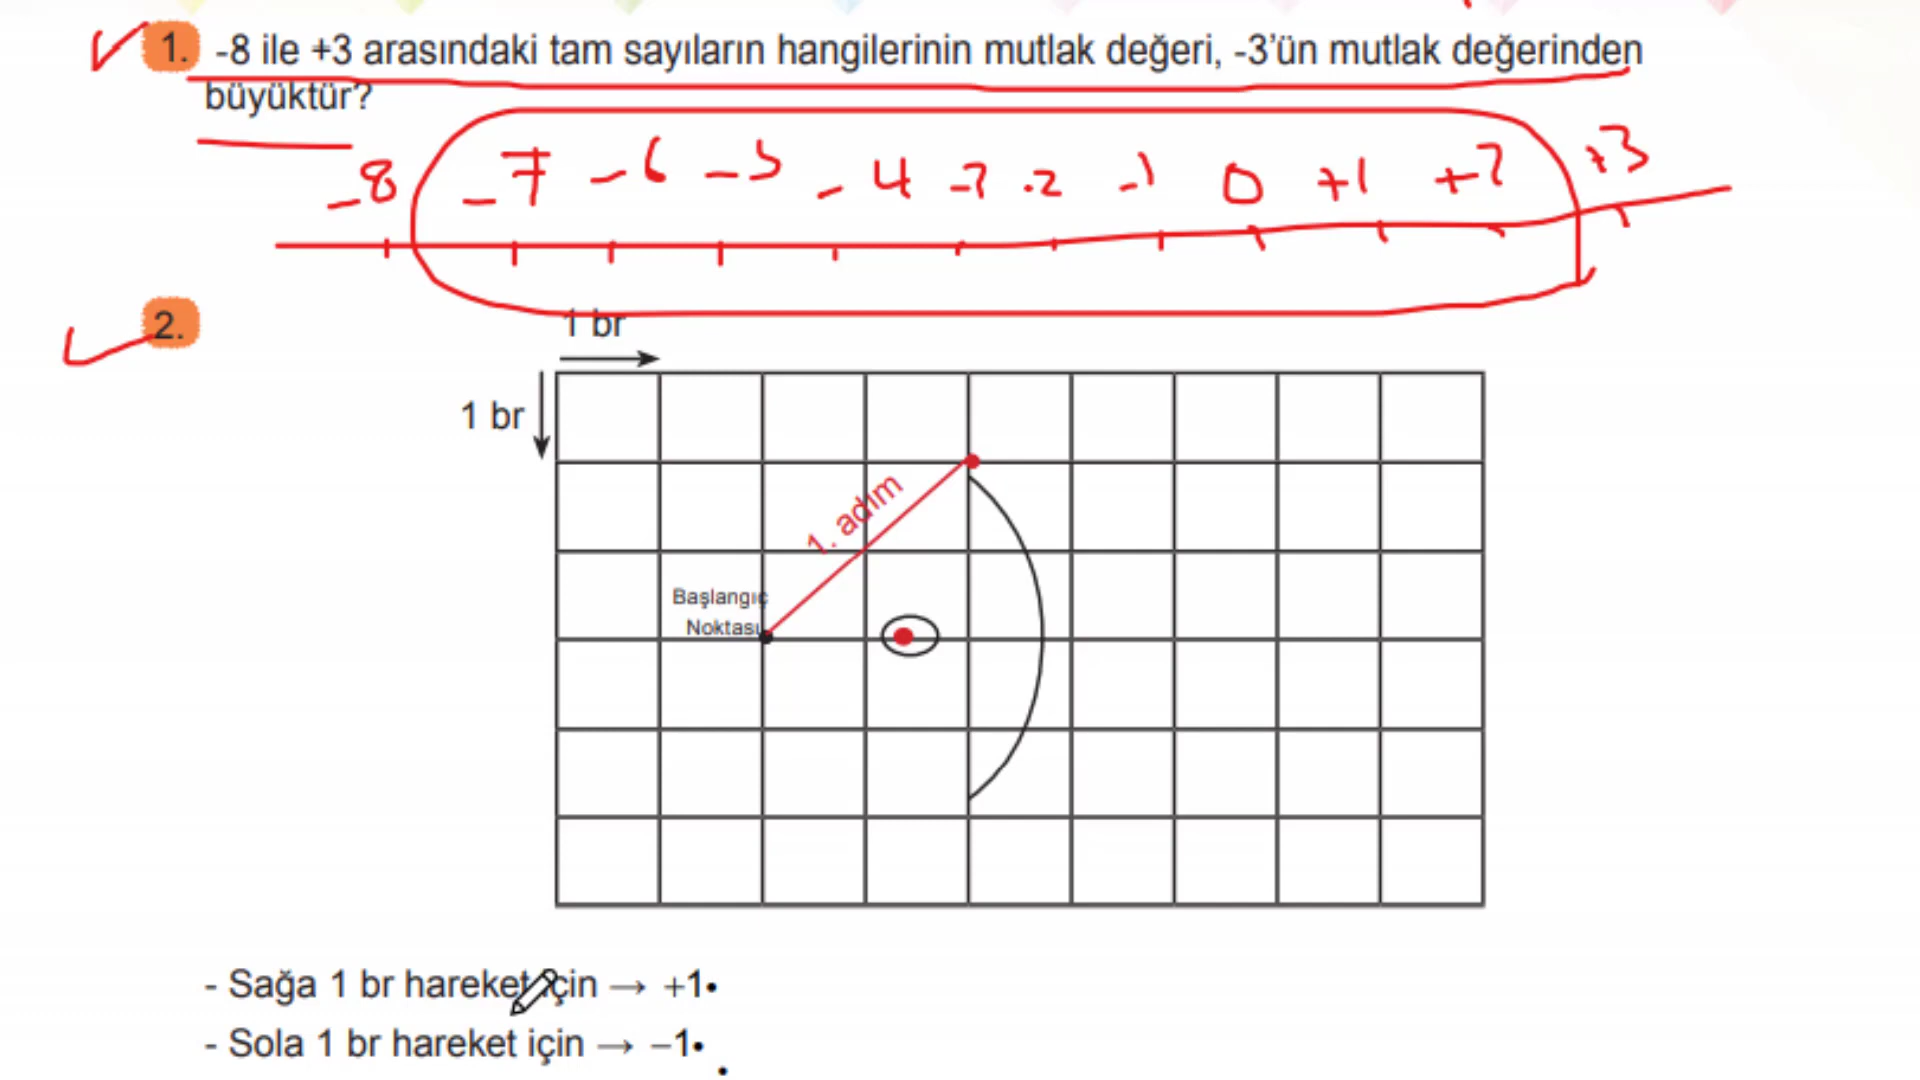 1. -8 ile +3 arasındaki tam sayıların hangilerinin mutlak değeri, -3’ün mutlak değerinden
büyüktür?
-8 -7 -6 -5 -4 -3 -2 -1 0 +1 +2 +3
2.
1 br
1 br
1. adım
Başlangıç
Noktası
- Sağa 1 br hareket için → +1
- Sola 1 br hareket için → −1